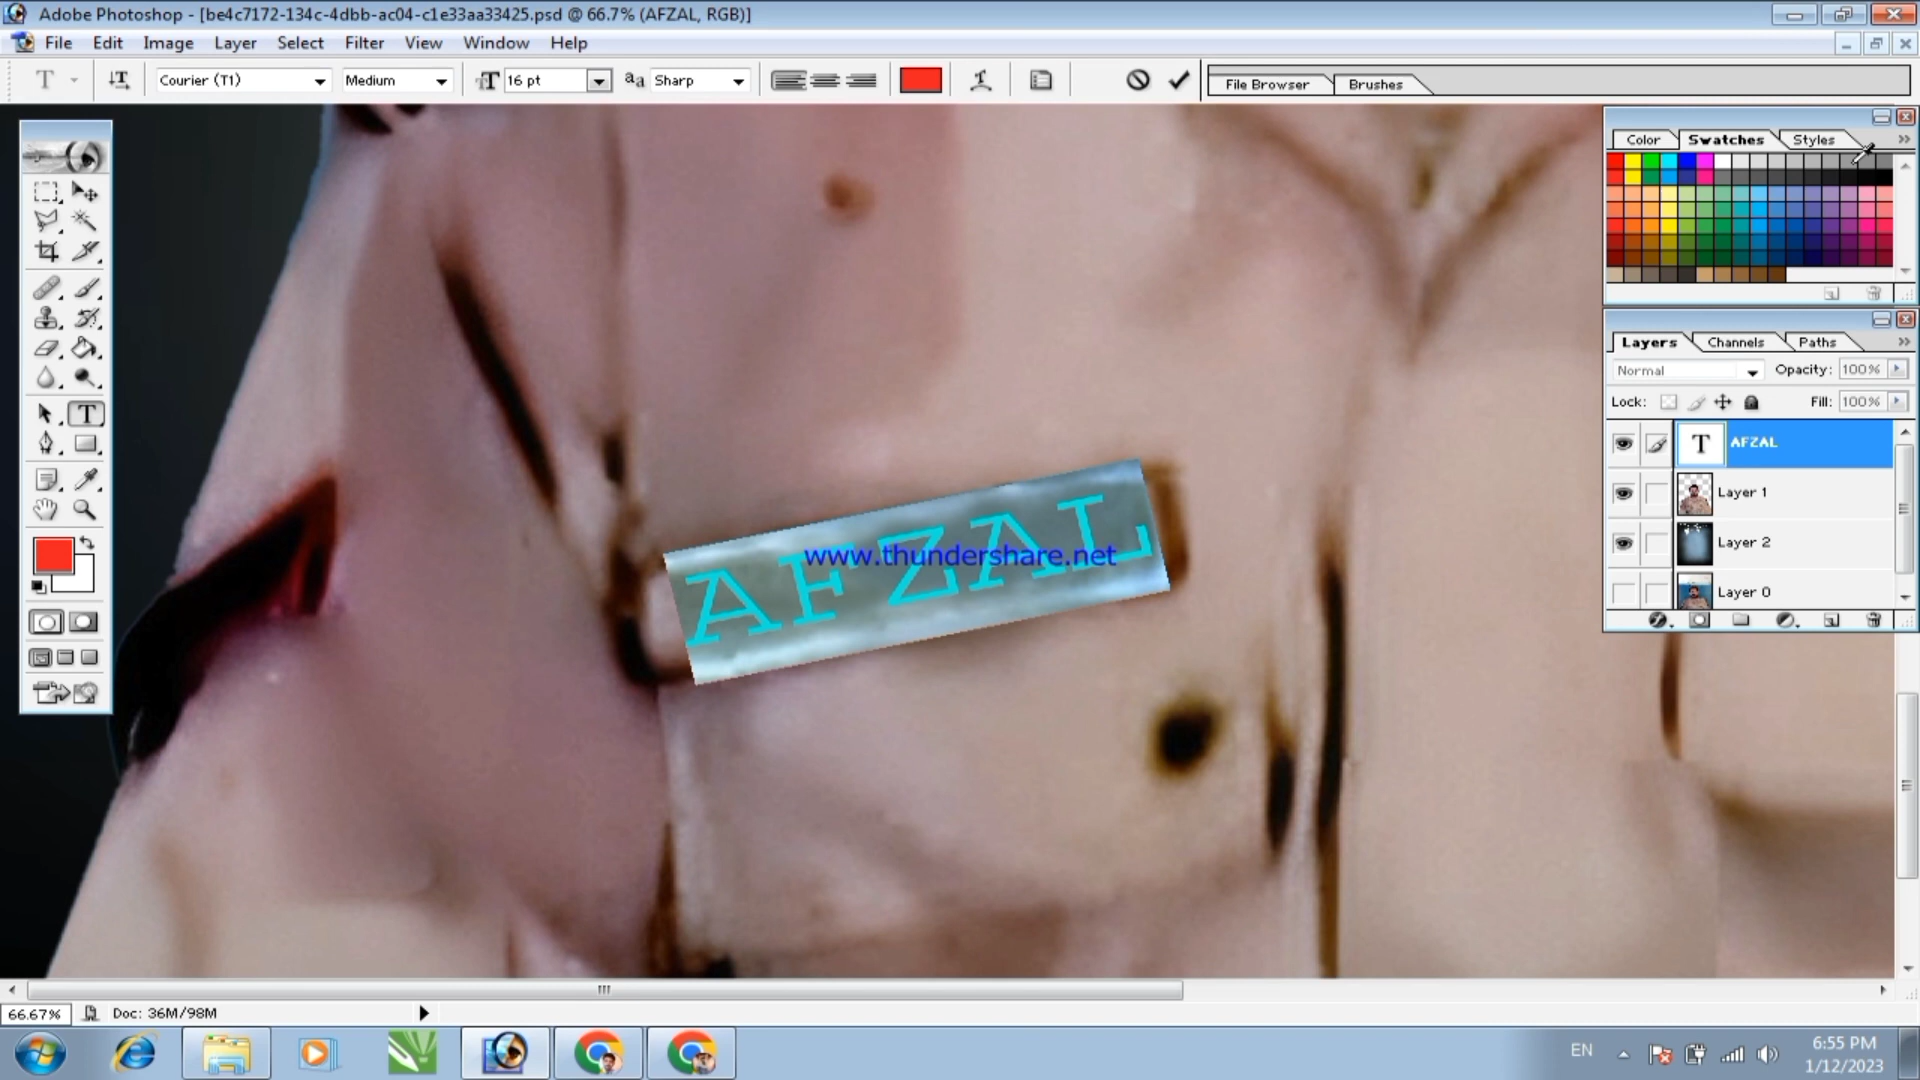 Adobe Photoshop - [be4c7172-134c-4dbb-ac04-c1e33aa33425.psd @ 66.7% (AFZAL, RGB)]
File Edit Image Layer Select Filter View Window Help
T Courier (T1) Medium T 16 pt aa Sharp File Browser Brushes
Color Swatches Styles
Layers Channels Paths
Normal Opacity: 100%
Lock: Fill: 100%
T AFZAL
Layer 1
Layer 2
Layer 0
AFZAL
www.thundershare.net
66.67% Doc: 36M/98M
EN 6:55 PM
1/12/2023